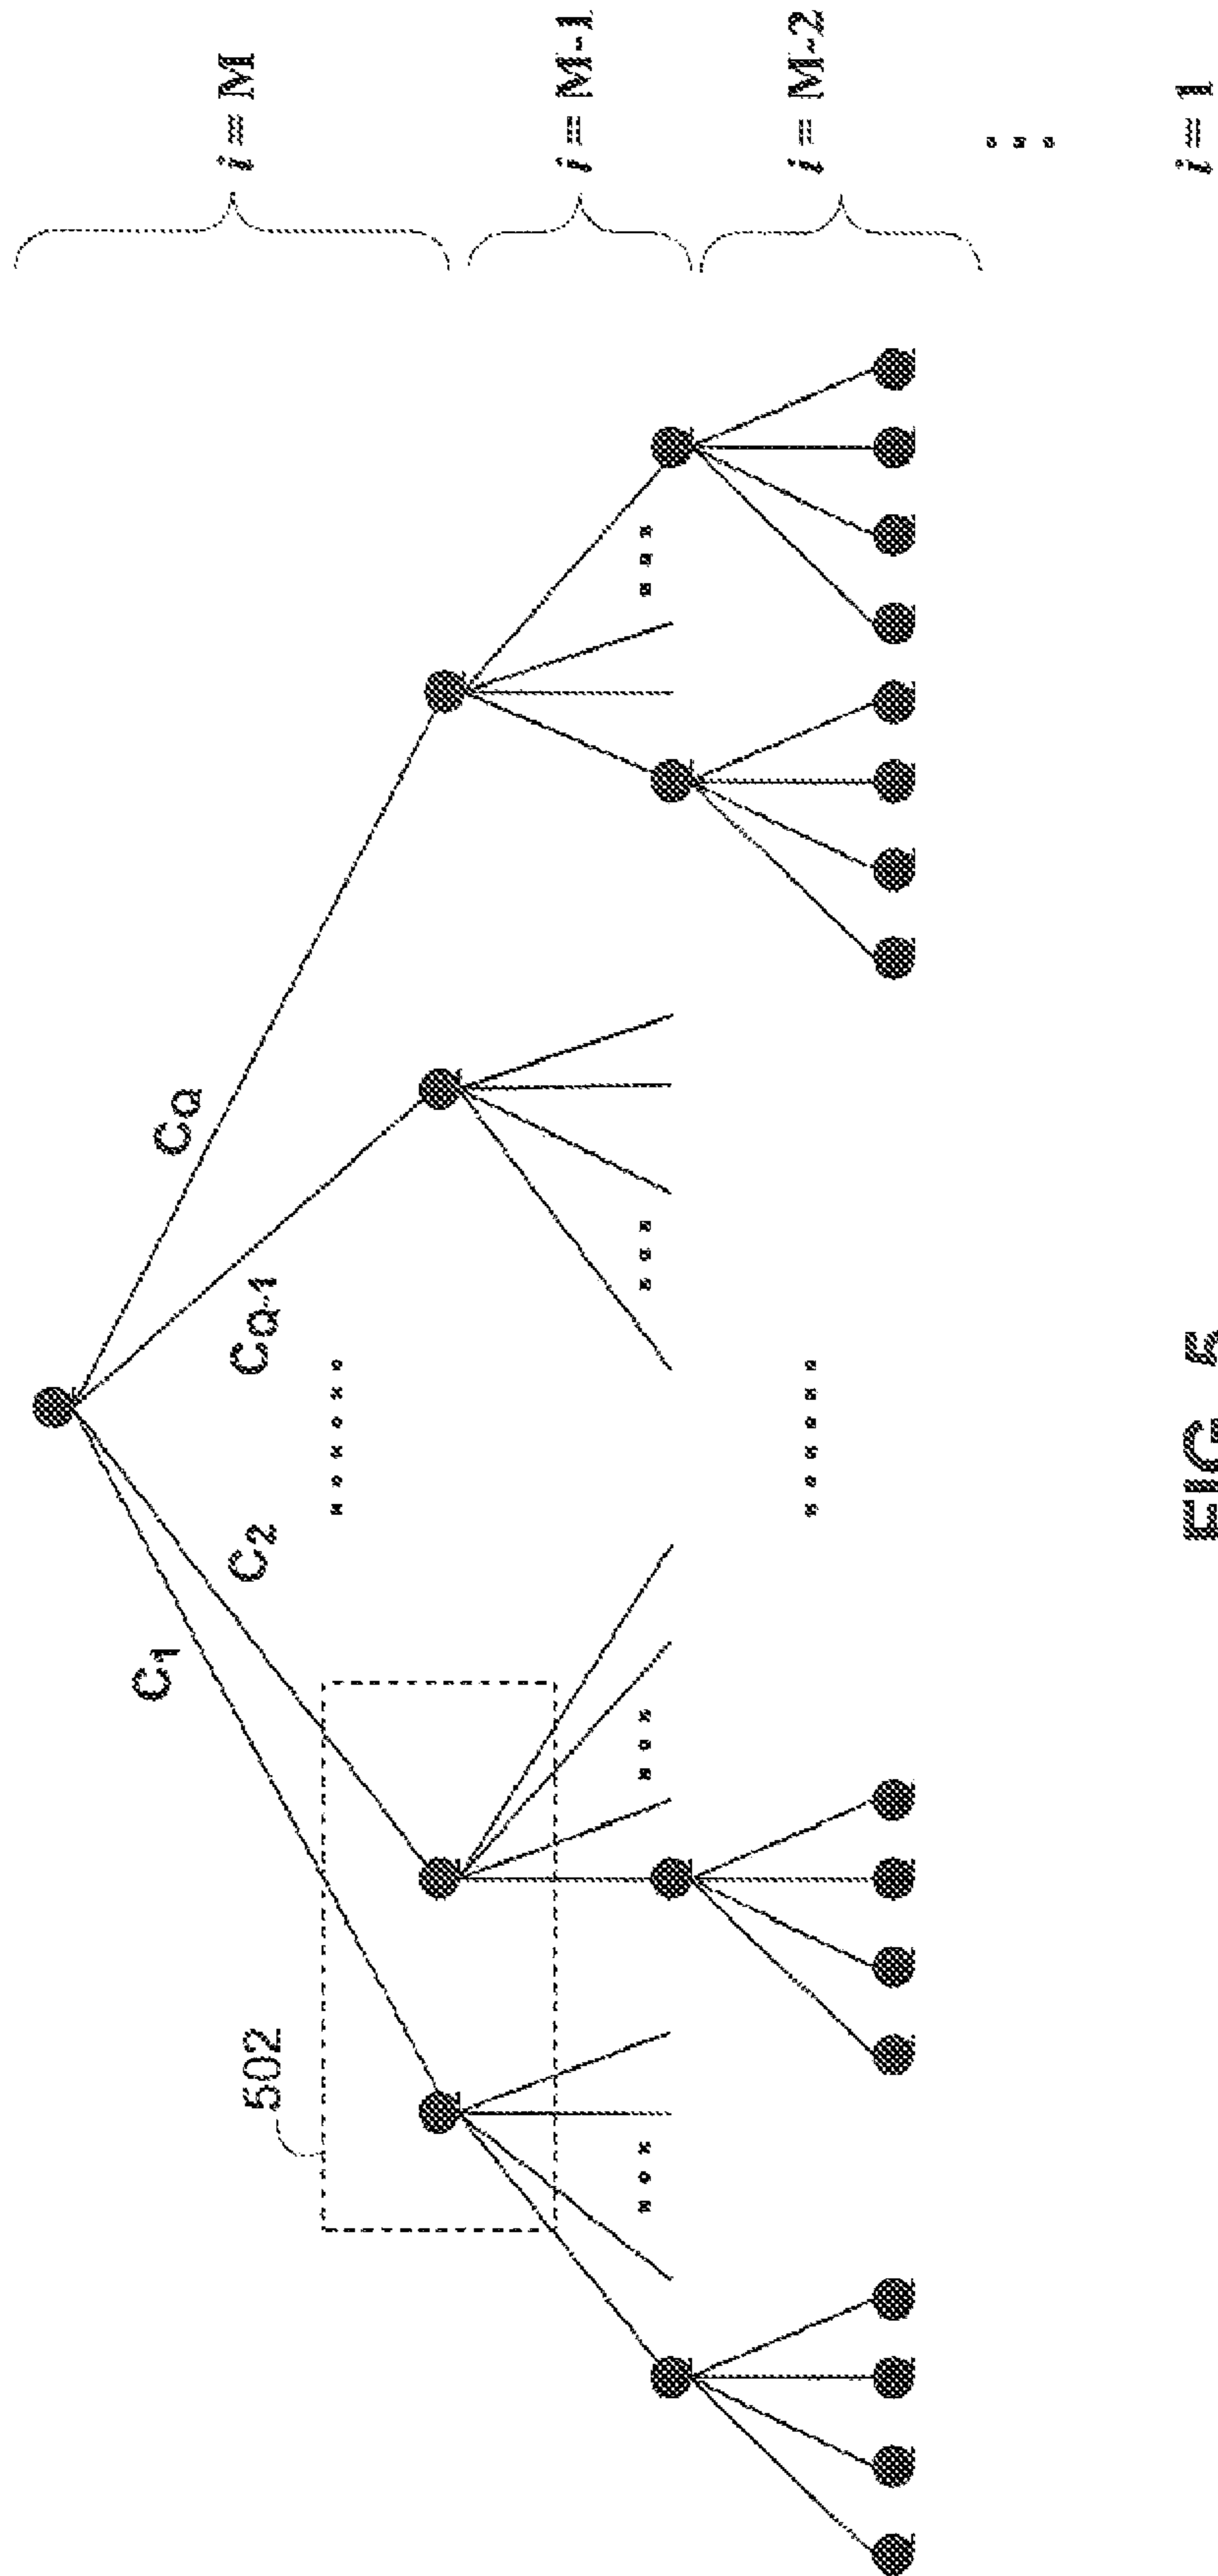 502
C1
C2
CQ-1
CQ
i = M
i = M-1
i = M-2
i = 1
FIG. 5